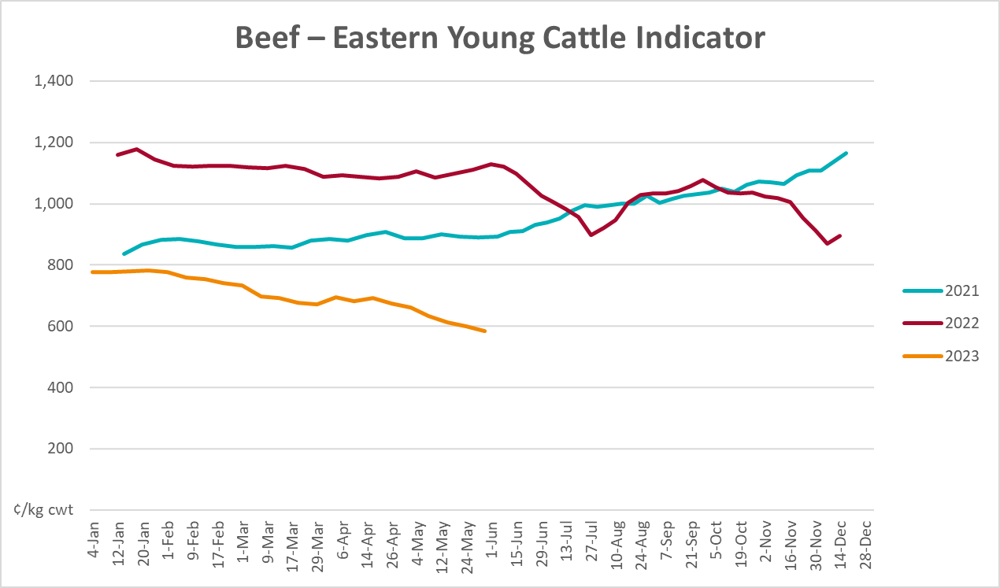 Beef – Eastern Young Cattle Indicator
1,400
1,200
1,000
800
600
400
200
¢/kg cwt
4-Jan
12-Jan
20-Jan
1-Feb
9-Feb
17-Feb
1-Mar
9-Mar
17-Mar
29-Mar
6-Apr
14-Apr
26-Apr
4-May
12-May
24-May
1-Jun
15-Jun
29-Jun
13-Jul
27-Jul
10-Aug
24-Aug
7-Sep
21-Sep
5-Oct
19-Oct
2-Nov
16-Nov
30-Nov
14-Dec
28-Dec
2021
2022
2023